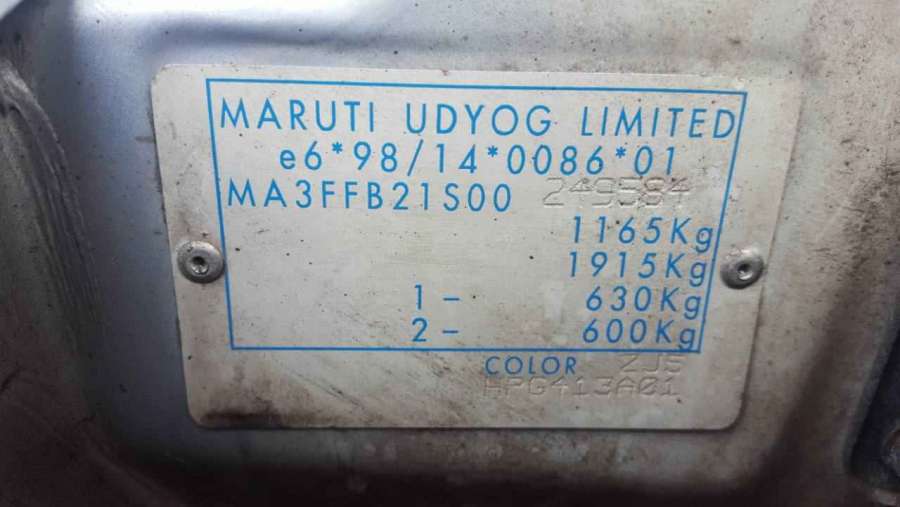 MARUTI UDYOG LIMITED
e6*98/14*0086*01
MA3FFB21S00 249584
1165Kg
1915Kg
1- 630Kg
2- 600Kg
COLOR ZJ5
HPG413A01